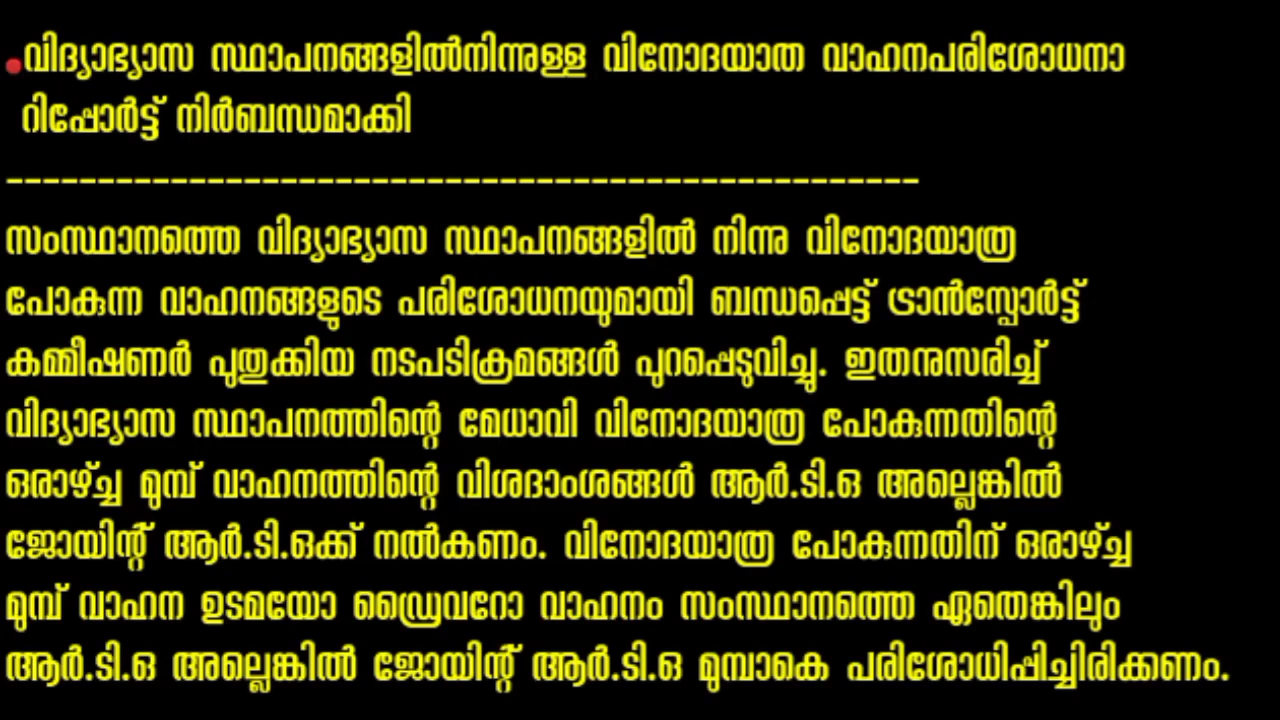 •വിദ്യാഭ്യാസ സ്ഥാപനങ്ങളിൽനിന്നുള്ള വിനോദയാത വാഹനപരിശോധനാ
റിപ്പോർട്ട് നിർബന്ധമാക്കി
--------------------------------------------------
സംസ്ഥാനത്തെ വിദ്യാഭ്യാസ സ്ഥാപനങ്ങളിൽ നിന്നു വിനോദയാത്ര
പോകുന്ന വാഹനങ്ങളുടെ പരിശോധനയുമായി ബന്ധപ്പെട്ട് ട്രാൻസ്പോർട്ട്
കമ്മീഷണർ പുതുക്കിയ നടപടിക്രമങ്ങൾ പുറപ്പെടുവിച്ചു. ഇതനുസരിച്ച്
വിദ്യാഭ്യാസ സ്ഥാപനത്തിന്റെ മേധാവി വിനോദയാത്ര പോകുന്നതിന്റെ
ഒരാഴ്ച്ച മുമ്പ് വാഹനത്തിന്റെ വിശദാംശങ്ങൾ ആർ.ടി.ഒ അല്ലെങ്കിൽ
ജോയിന്റ് ആർ.ടി.ഒക്ക് നൽകണം. വിനോദയാത്ര പോകുന്നതിന് ഒരാഴ്ച്ച
മുമ്പ് വാഹന ഉടമയോ ഡ്രൈവറോ വാഹനം സംസ്ഥാനത്തെ ഏതെങ്കിലും
ആർ.ടി.ഒ അല്ലെങ്കിൽ ജോയിന്റ് ആർ.ടി.ഒ മുമ്പാകെ പരിശോധിപ്പിച്ചിരിക്കണം.